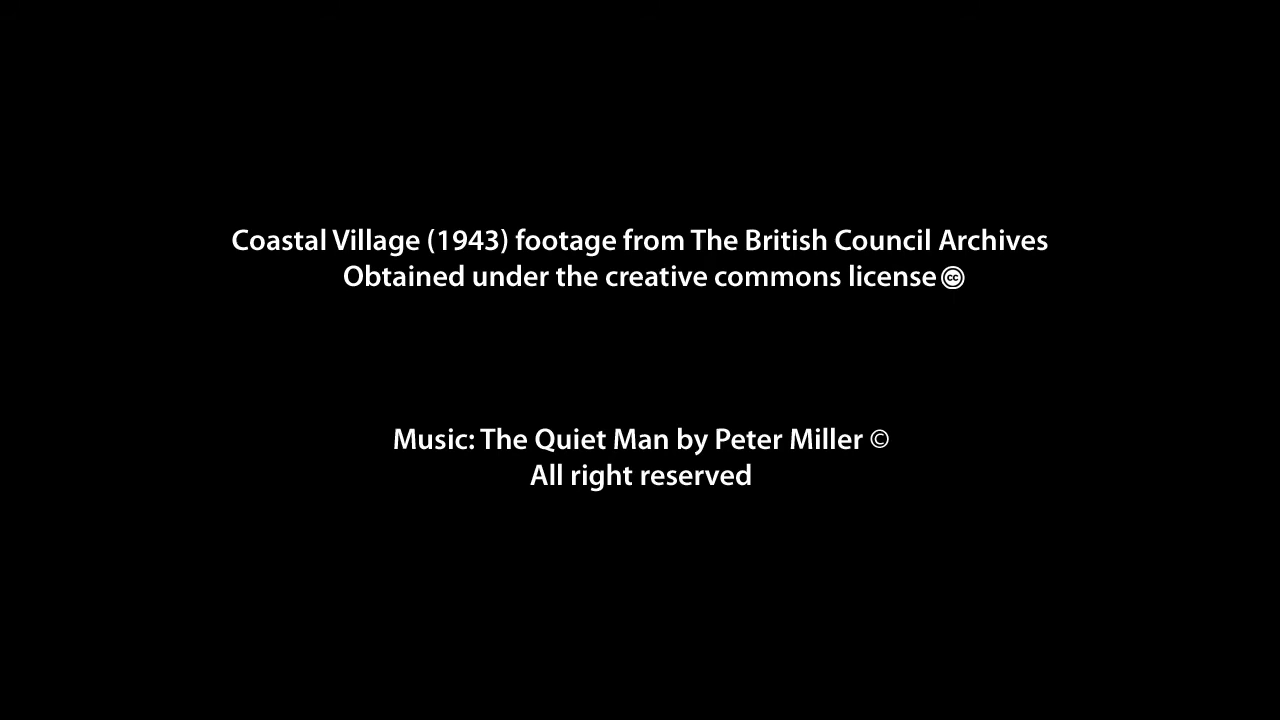 Coastal Village (1943) footage from The British Council Archives
Obtained under the creative commons license
Music: The Quiet Man by Peter Miller ©
All right reserved